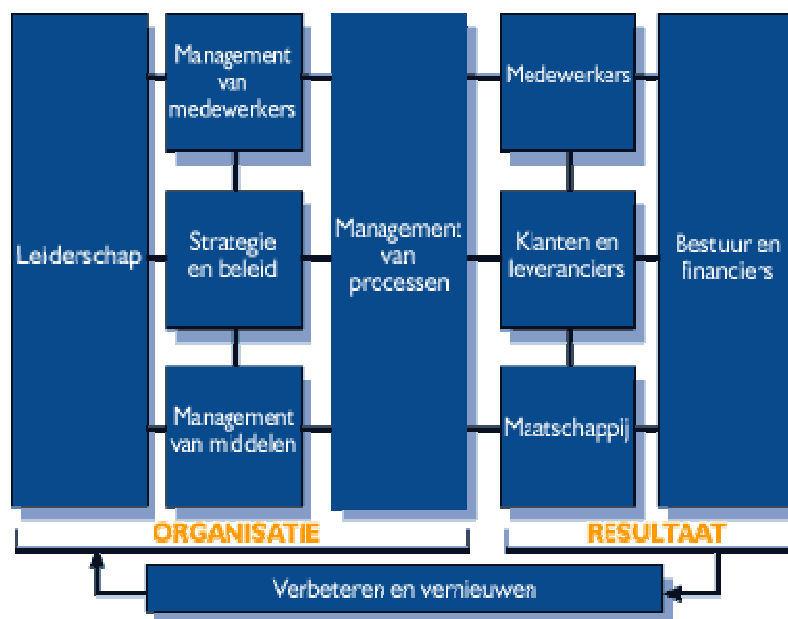 Leiderschap
Management
van
medewerkers
Strategie
en beleid
Management
van middelen
Management
van
processen
Medewerkers
Klanten en
leveranciers
Maatschappij
Bestuur en
financiers
ORGANISATIE
RESULTAAT
Verbeteren en vernieuwen